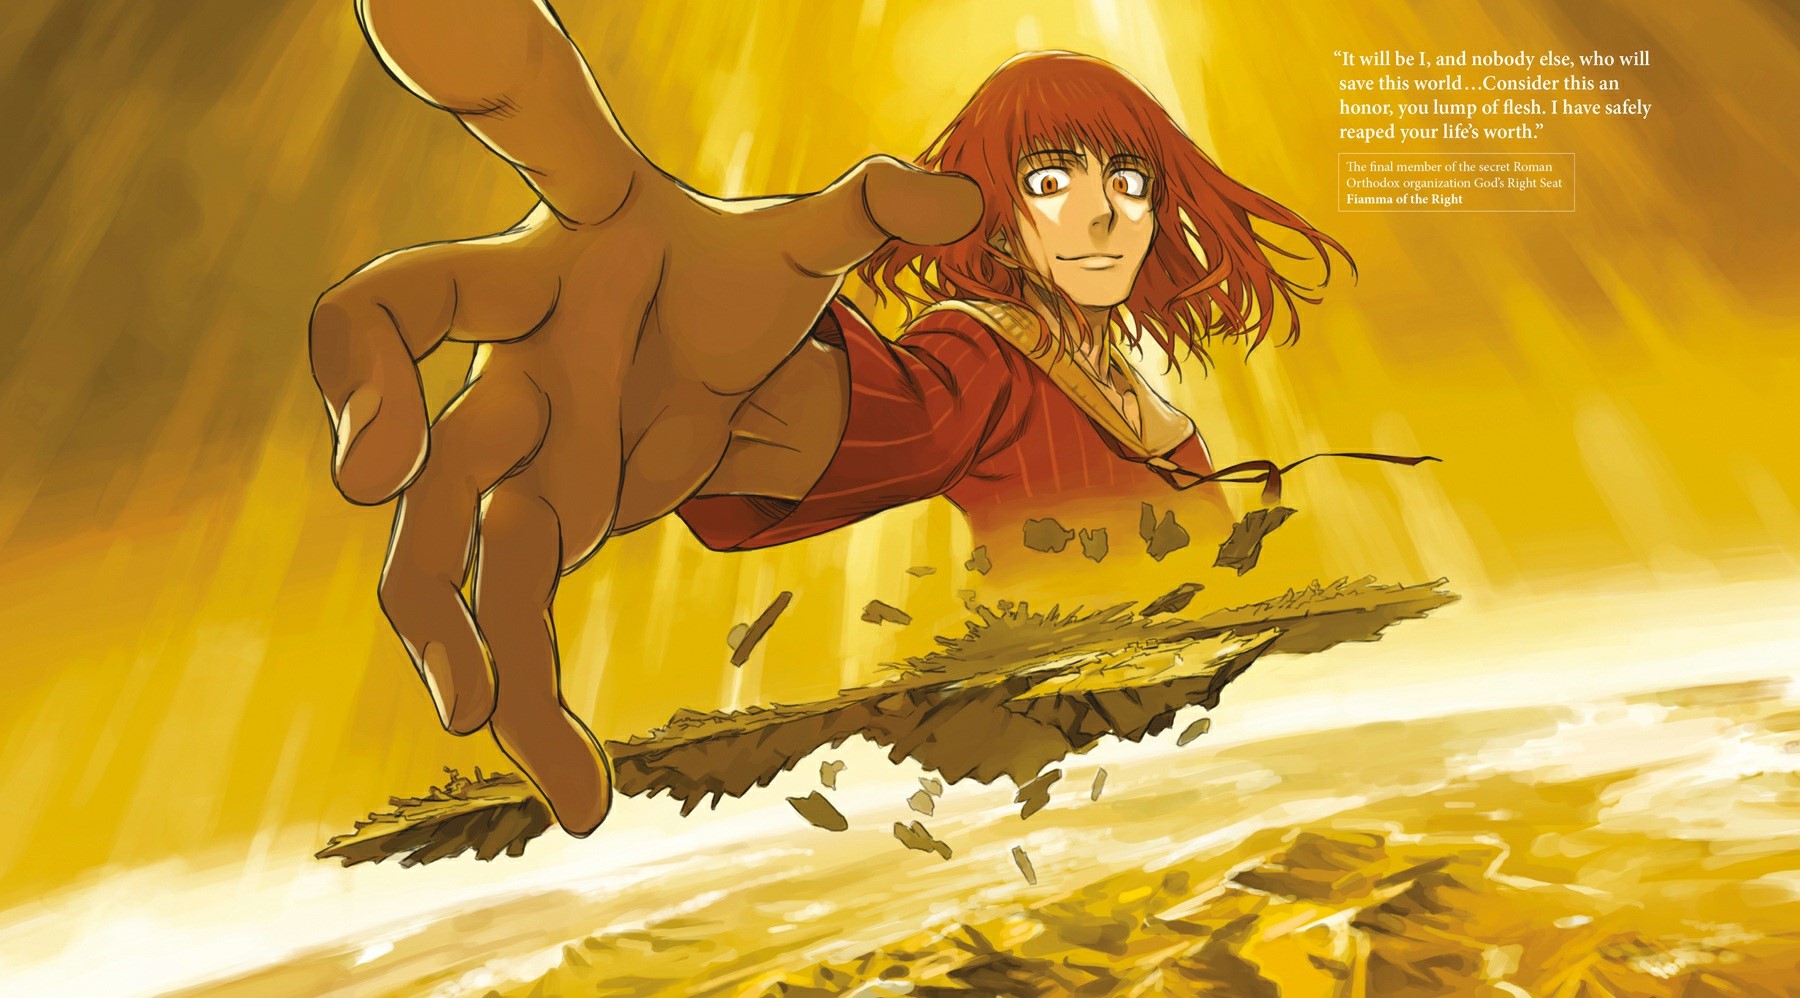 “It will be I, and nobody else, who will
save this world…Consider this an
honor, you lump of flesh. I have safely
reaped your life’s worth.”
The final member of the secret Roman
Orthodox organization God’s Right Seat
Fiamma of the Right